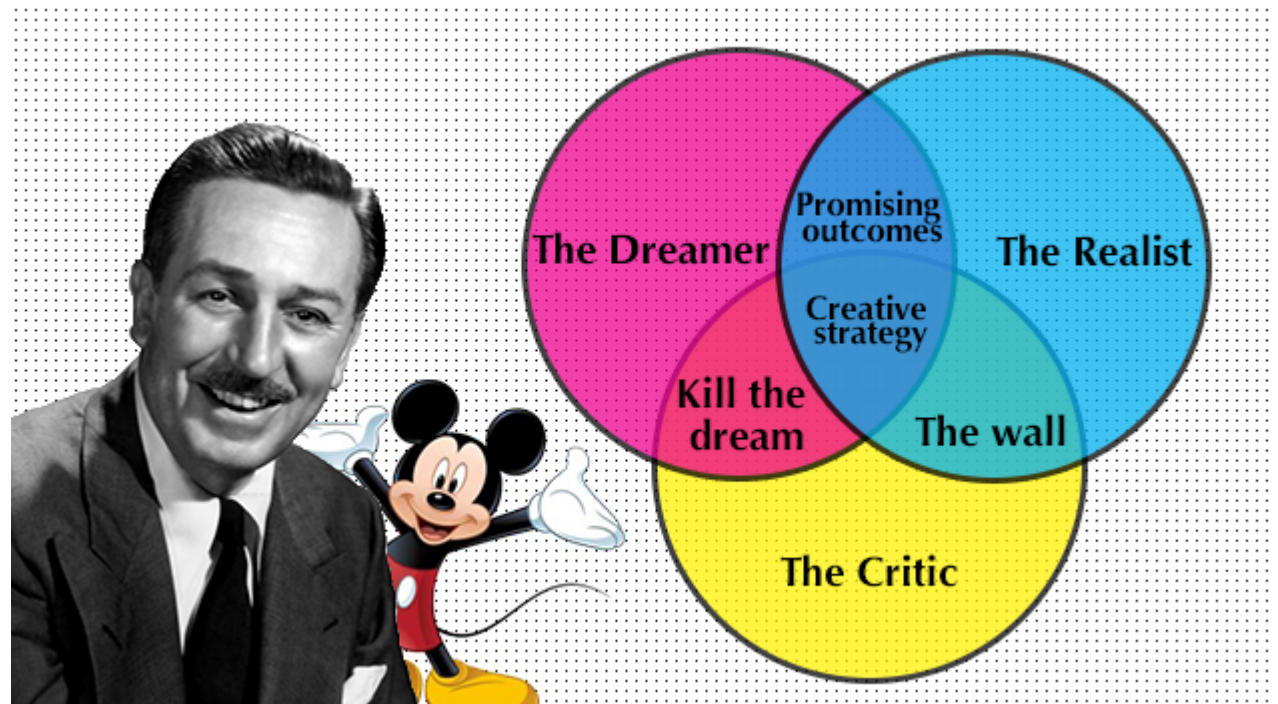 Promising
outcomes
The Dreamer
The Realist
Creative
strategy
Kill the
dream
The wall
The Critic